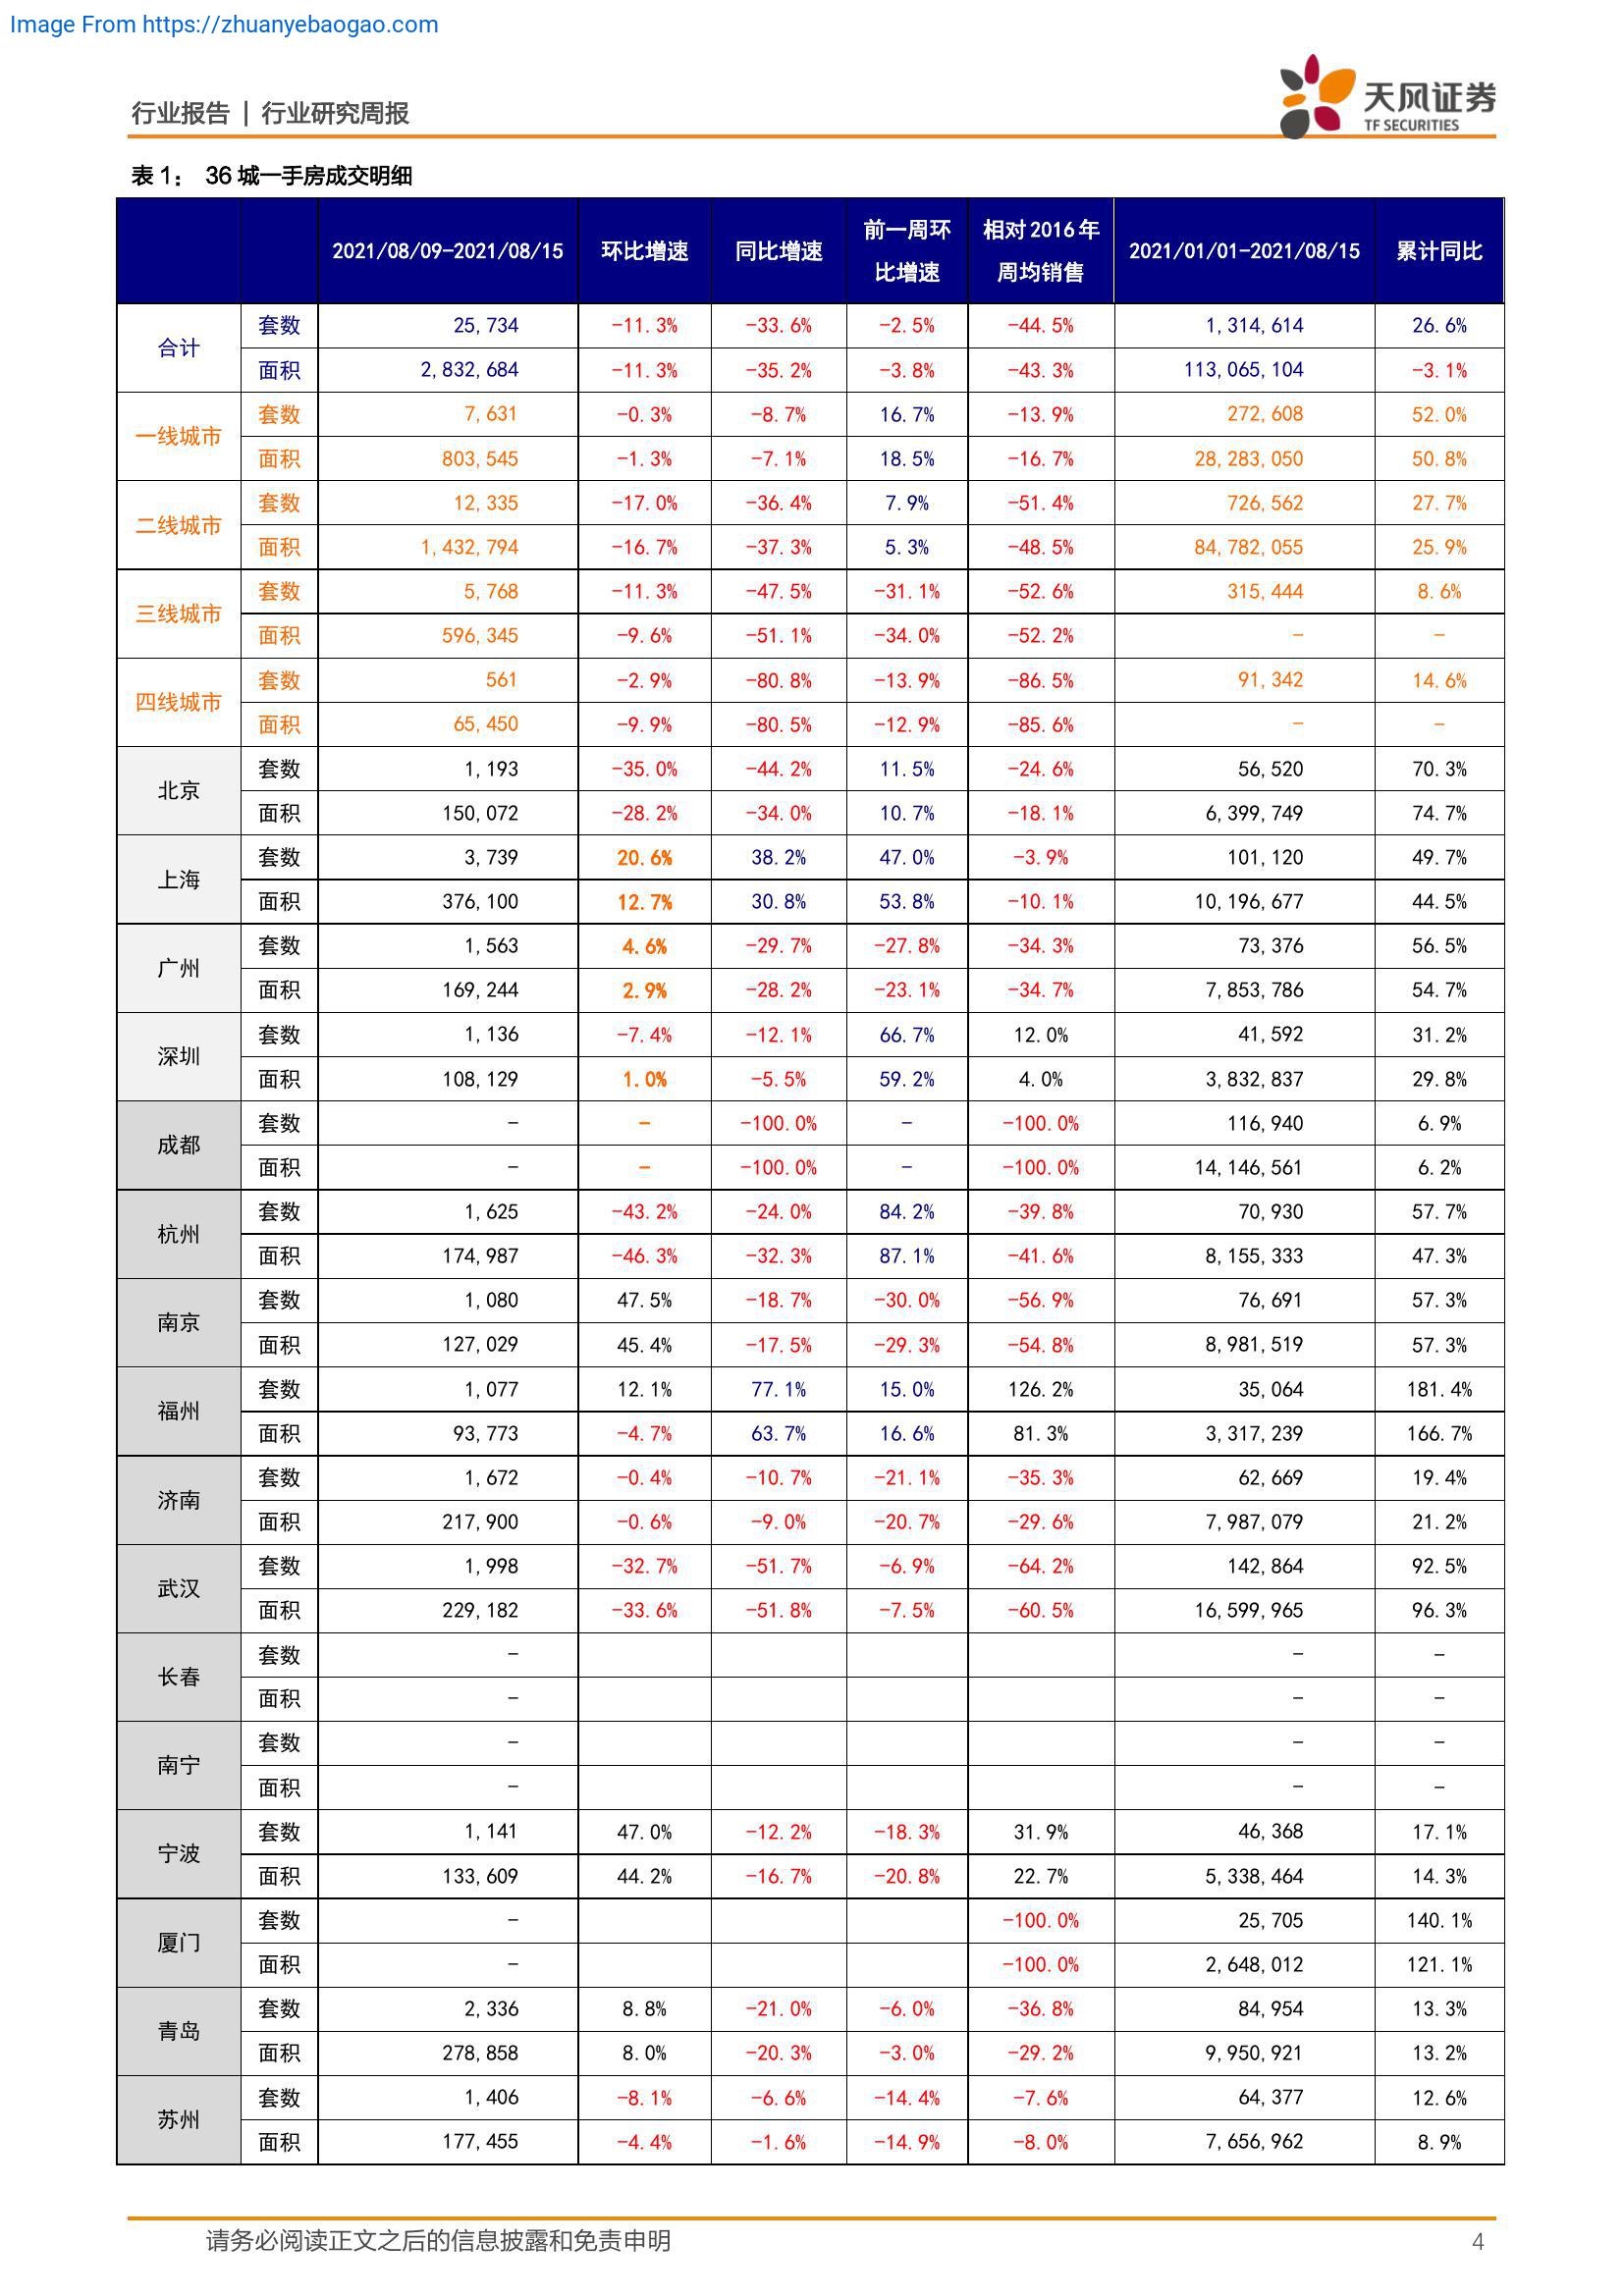 Image From https://zhuanyebaogao.com
行业报告 | 行业研究周报
天风证券
TF SECURITIES
表 1： 36 城一手房成交明细
2021/08/09-2021/08/15 环比增速 同比增速 前一周环比增速 相对 2016 年周均销售 2021/01/01-2021/08/15 累计同比
合计 套数 25,734 -11.3% -33.6% -2.5% -44.5% 1,314,614 26.6%
面积 2,832,684 -11.3% -35.2% -3.8% -43.3% 113,065,104 -3.1%
一线城市 套数 7,631 -0.3% -8.7% 16.7% -13.9% 272,608 52.0%
面积 803,545 -1.3% -7.1% 18.5% -16.7% 28,283,050 50.8%
二线城市 套数 12,335 -17.0% -36.4% 7.9% -51.4% 726,562 27.7%
面积 1,432,794 -16.7% -37.3% 5.3% -48.5% 84,782,055 25.9%
三线城市 套数 5,768 -11.3% -47.5% -31.1% -52.6% 315,444 8.6%
面积 596,345 -9.6% -51.1% -34.0% -52.2% - -
四线城市 套数 561 -2.9% -80.8% -13.9% -86.5% 91,342 14.6%
面积 65,450 -9.9% -80.5% -12.9% -85.6% - -
北京 套数 1,193 -35.0% -44.2% 11.5% -24.6% 56,520 70.3%
面积 150,072 -28.2% -34.0% 10.7% -18.1% 6,399,749 74.7%
上海 套数 3,739 20.6% 38.2% 47.0% -3.9% 101,120 49.7%
面积 376,100 12.7% 30.8% 53.8% -10.1% 10,196,677 44.5%
广州 套数 1,563 4.6% -29.7% -27.8% -34.3% 73,376 56.5%
面积 169,244 2.9% -28.2% -23.1% -34.7% 7,853,786 54.7%
深圳 套数 1,136 -7.4% -12.1% 66.7% 12.0% 41,592 31.2%
面积 108,129 1.0% -5.5% 59.2% 4.0% 3,832,837 29.8%
成都 套数 - - -100.0% - -100.0% 116,940 6.9%
面积 - - -100.0% - -100.0% 14,146,561 6.2%
杭州 套数 1,625 -43.2% -24.0% 84.2% -39.8% 70,930 57.7%
面积 174,987 -46.3% -32.3% 87.1% -41.6% 8,155,333 47.3%
南京 套数 1,080 47.5% -18.7% -30.0% -56.9% 76,691 57.3%
面积 127,029 45.4% -17.5% -29.3% -54.8% 8,981,519 57.3%
福州 套数 1,077 12.1% 77.1% 15.0% 126.2% 35,064 181.4%
面积 93,773 -4.7% 63.7% 16.6% 81.3% 3,317,239 166.7%
济南 套数 1,672 -0.4% -10.7% -21.1% -35.3% 62,669 19.4%
面积 217,900 -0.6% -9.0% -20.7% -29.6% 7,987,079 21.2%
武汉 套数 1,998 -32.7% -51.7% -6.9% -64.2% 142,864 92.5%
面积 229,182 -33.6% -51.8% -7.5% -60.5% 16,599,965 96.3%
长春 套数 - - -
面积 - - -
南宁 套数 - - -
面积 - - -
宁波 套数 1,141 47.0% -12.2% -18.3% 31.9% 46,368 17.1%
面积 133,609 44.2% -16.7% -20.8% 22.7% 5,338,464 14.3%
厦门 套数 - -100.0% 25,705 140.1%
面积 - -100.0% 2,648,012 121.1%
青岛 套数 2,336 8.8% -21.0% -6.0% -36.8% 84,954 13.3%
面积 278,858 8.0% -20.3% -3.0% -29.2% 9,950,921 13.2%
苏州 套数 1,406 -8.1% -6.6% -14.4% -7.6% 64,377 12.6%
面积 177,455 -4.4% -1.6% -14.9% -8.0% 7,656,962 8.9%
请务必阅读正文之后的信息披露和免责申明 4